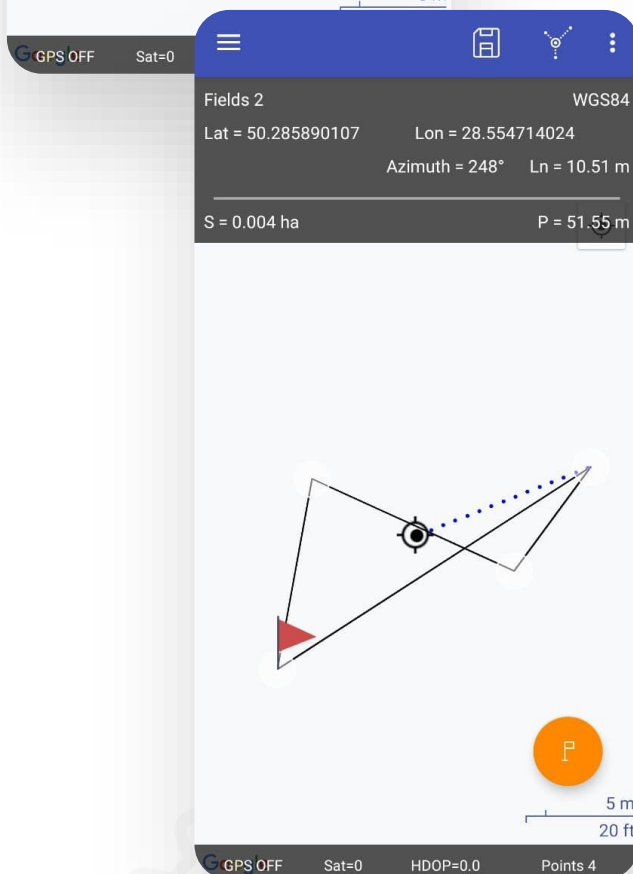 GPS OFF Sat=0
Fields 2 WGS84
Lat = 50.285890107 Lon = 28.554714024
Azimuth = 248° Ln = 10.51 m
S = 0.004 ha P = 51.55 m
5 m
20 ft
GPS OFF Sat=0 HDOP=0.0 Points 4